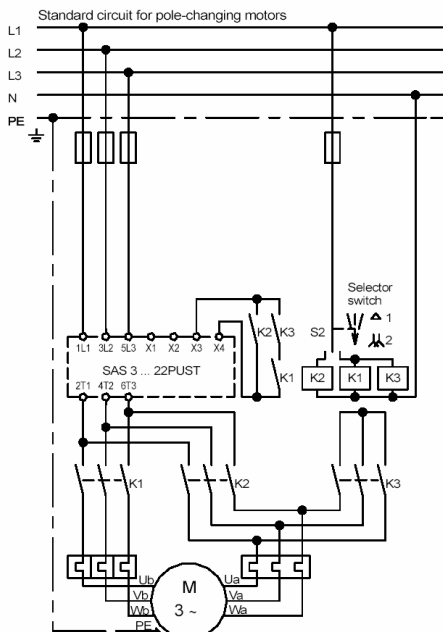 Standard circuit for pole-changing motors
L1
L2
L3
N
PE
Selector
switch
1
2
S2
K2
K3
K1
1L1 3L2 5L3 X1 X2 X3 X4
SAS 3 ... 22PUST
2T1 4T2 6T3
K2 K1 K3
K1
K2
K3
Ub
Vb
Wb
PE
M
3 ~
Ua
Va
Wa